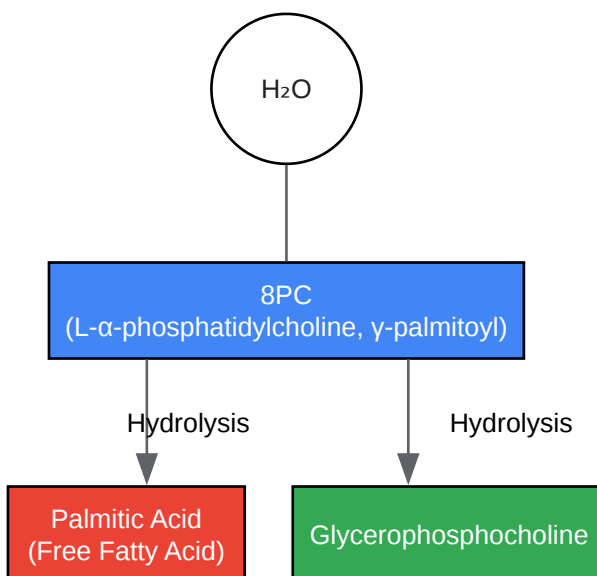 H₂O
8PC
(L-α-phosphatidylcholine, γ-palmitoyl)
Hydrolysis
Hydrolysis
Palmitic Acid
(Free Fatty Acid)
Glycerophosphocholine